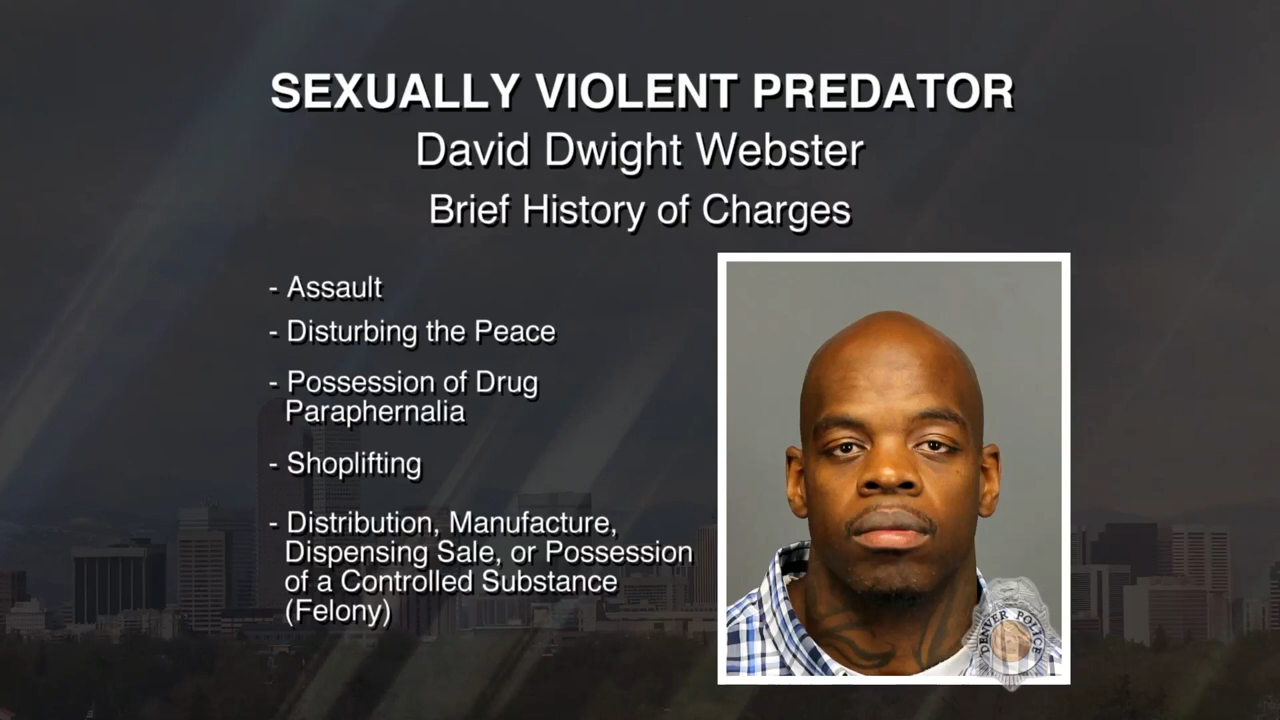 SEXUALLY VIOLENT PREDATOR
David Dwight Webster
Brief History of Charges
- Assault
- Disturbing the Peace
- Possession of Drug
Paraphernalia
- Shoplifting
- Distribution, Manufacture,
Dispensing Sale, or Possession
of a Controlled Substance
(Felony)
DENVER POLICE